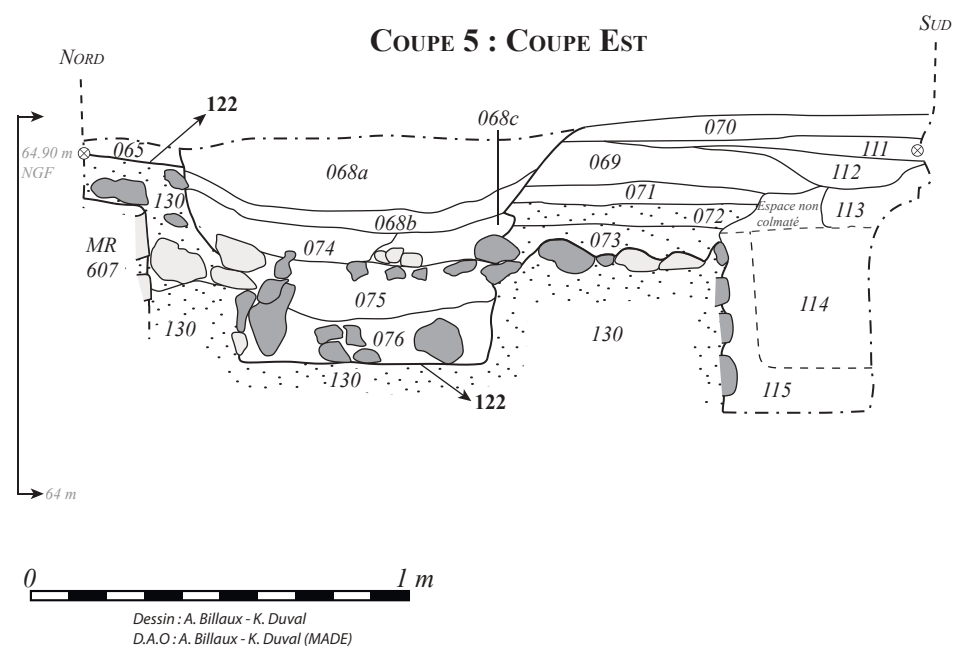 COUPE 5 : COUPE EST
NORD
SUD
122
068c
070
065
64.90 m
NGF
111
068a
069
112
130
071
Espace non
colmaté
113
068b
072
MR
607
074
073
075
114
130
076
130
130
115
122
64 m
0 1 m
Dessin : A. Billaux - K. Duval
D.A.O : A. Billaux - K. Duval (MADE)